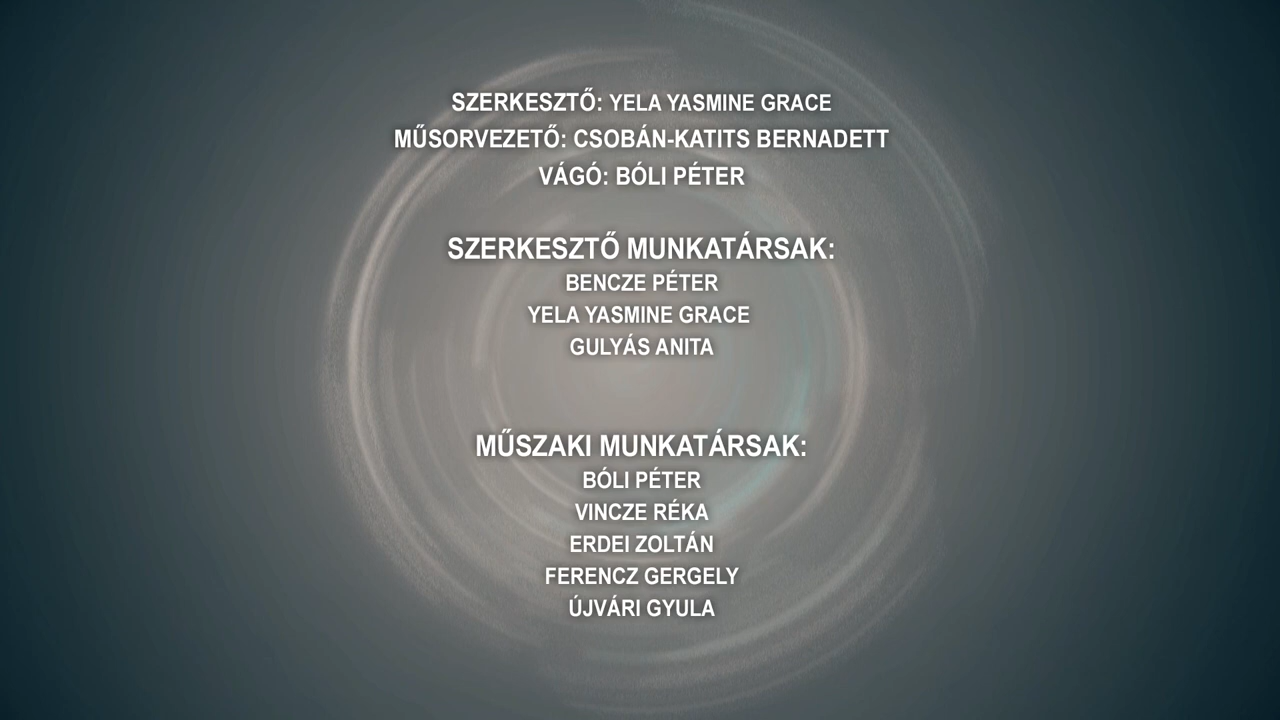 SZERKESZTŐ: YELA YASMINE GRACE
MŰSORVEZETŐ: CSOBÁN-KATITS BERNADETT
VÁGÓ: BÓLI PÉTER
SZERKESZTŐ MUNKATÁRSAK:
BENCZE PÉTER
YELA YASMINE GRACE
GULYÁS ANITA
MŰSZAKI MUNKATÁRSAK:
BÓLI PÉTER
VINCZE RÉKA
ERDEI ZOLTÁN
FERENCZ GERGELY
ÚJVÁRI GYULA